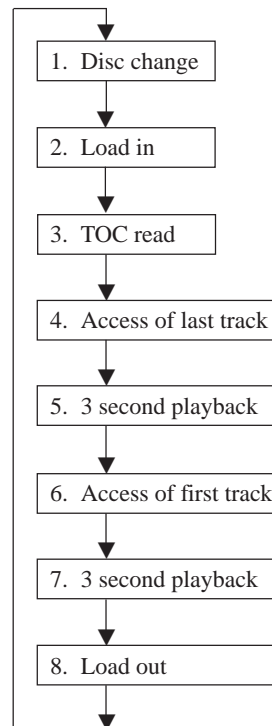 1. Disc change
2. Load in
3. TOC read
4. Access of last track
5. 3 second playback
6. Access of first track
7. 3 second playback
8. Load out